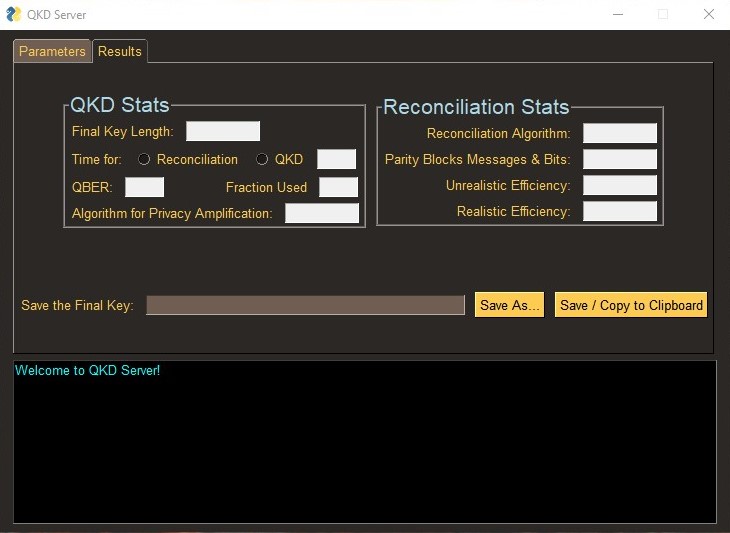 QKD Server
Parameters Results
QKD Stats
Final Key Length:
Time for: Reconciliation QKD
QBER: Fraction Used
Algorithm for Privacy Amplification:
Reconciliation Stats
Reconciliation Algorithm:
Parity Blocks Messages & Bits:
Unrealistic Efficiency:
Realistic Efficiency:
Save the Final Key: Save As... Save / Copy to Clipboard
Welcome to QKD Server!